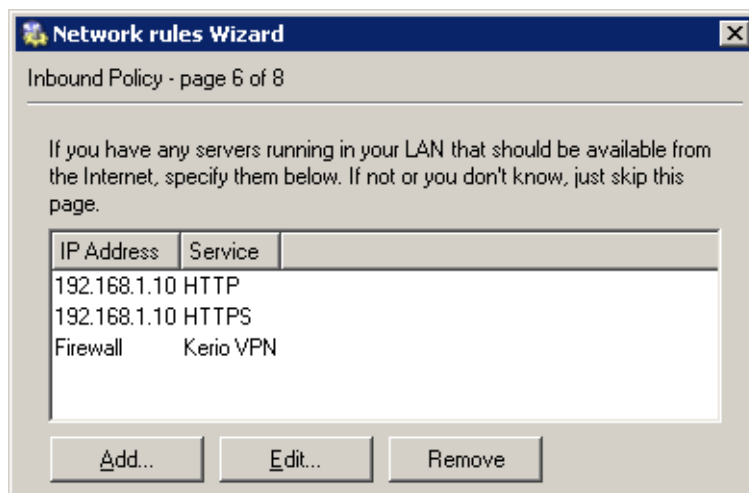 Network rules Wizard
Inbound Policy - page 6 of 8
If you have any servers running in your LAN that should be available from
the Internet, specify them below. If not or you don't know, just skip this
page.
IP Address Service
192.168.1.10 HTTP
192.168.1.10 HTTPS
Firewall Kerio VPN
Add... Edit... Remove